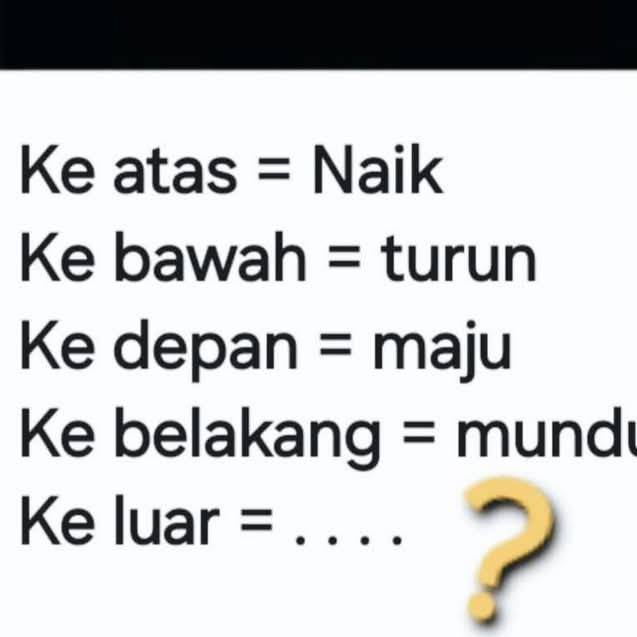 Ke atas = Naik
Ke bawah = turun
Ke depan = maju
Ke belakang = mundu
Ke luar = . . . . ?